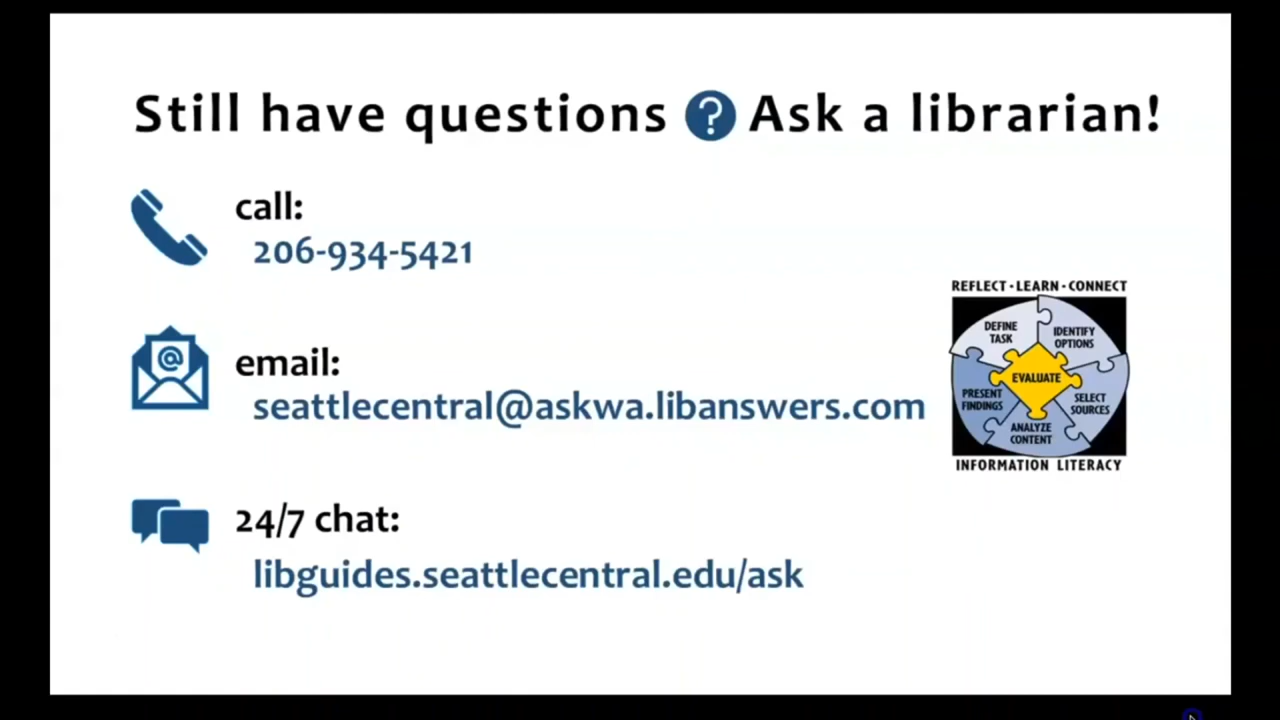 Still have questions ? Ask a librarian!
call:
206-934-5421
email:
seattlecentral@askwa.libanswers.com
24/7 chat:
libguides.seattlecentral.edu/ask
REFLECT · LEARN · CONNECT
DEFINE
TASK
IDENTIFY
OPTIONS
EVALUATE
PRESENT
FINDINGS
SELECT
SOURCES
ANALYZE
CONTENT
INFORMATION LITERACY